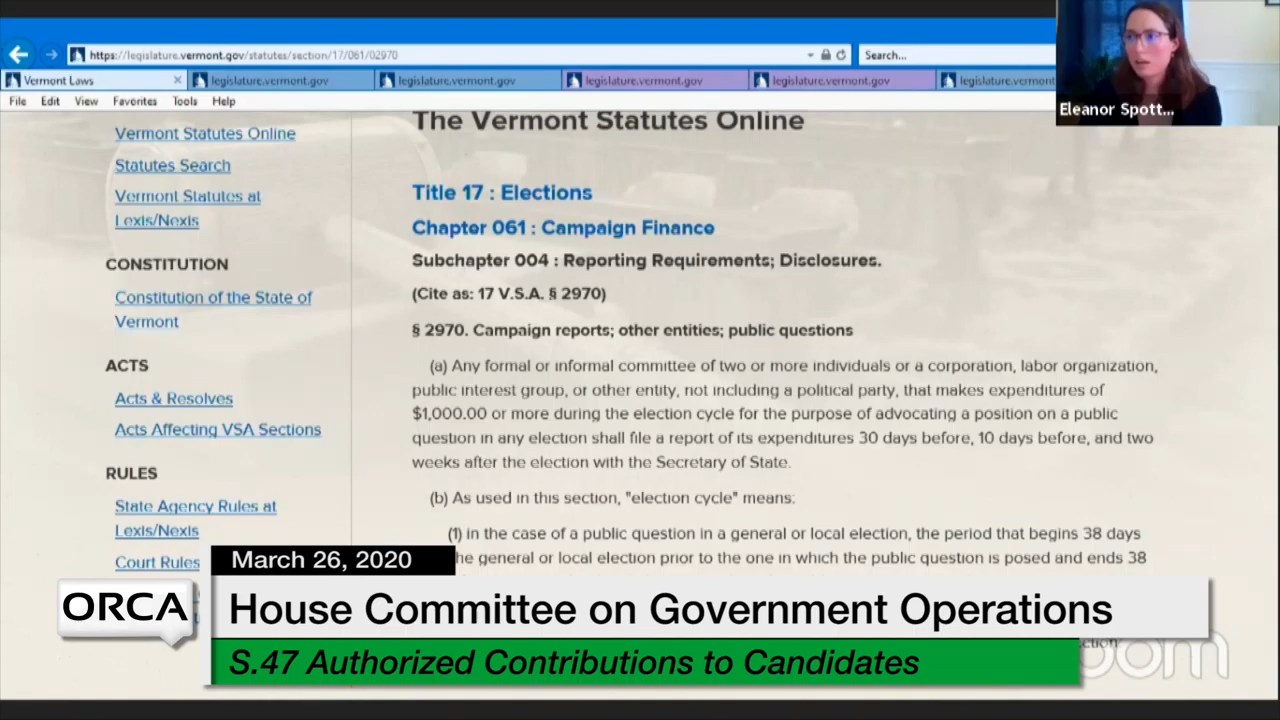 https://legislature.vermont.gov/statutes/section/17/061/02970
Search...
Vermont Laws
legislature.vermont.gov
legislature.vermont.gov
legislature.vermont.gov
legislature.vermont.gov
legislature.vermont
File Edit View Favorites Tools Help
Eleanor Spott...
Vermont Statutes Online
Statutes Search
Vermont Statutes at
Lexis/Nexis
CONSTITUTION
Constitution of the State of
Vermont
ACTS
Acts & Resolves
Acts Affecting VSA Sections
RULES
State Agency Rules at
Lexis/Nexis
Court Rules
The Vermont Statutes Online
Title 17 : Elections
Chapter 061 : Campaign Finance
Subchapter 004 : Reporting Requirements; Disclosures.
(Cite as: 17 V.S.A. § 2970)
§ 2970. Campaign reports; other entities; public questions
(a) Any formal or informal committee of two or more individuals or a corporation, labor organization,
public interest group, or other entity, not including a political party, that makes expenditures of
$1,000.00 or more during the election cycle for the purpose of advocating a position on a public
question in any election shall file a report of its expenditures 30 days before, 10 days before, and two
weeks after the election with the Secretary of State.
(b) As used in this section, "election cycle" means:
(1) in the case of a public question in a general or local election, the period that begins 38 days
he general or local election prior to the one in which the public question is posed and ends 38
March 26, 2020
ORCA
House Committee on Government Operations
S.47 Authorized Contributions to Candidates